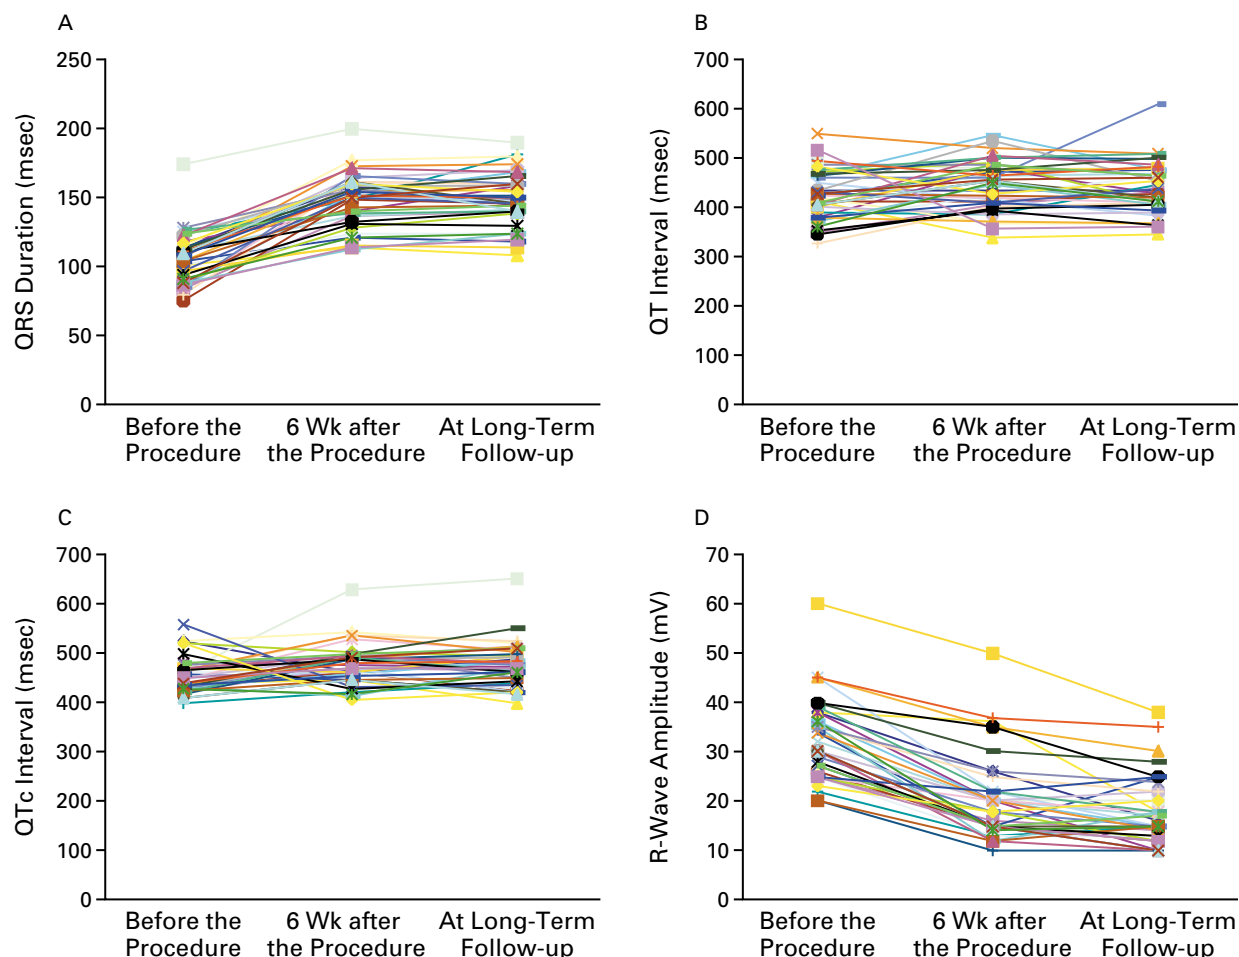 A
QRS Duration (msec)
250
200
150
100
50
0
Before the
Procedure
6 Wk after
the Procedure
At Long-Term
Follow-up
B
QT Interval (msec)
700
600
500
400
300
200
100
0
Before the
Procedure
6 Wk after
the Procedure
At Long-Term
Follow-up
C
QTc Interval (msec)
700
600
500
400
300
200
100
0
Before the
Procedure
6 Wk after
the Procedure
At Long-Term
Follow-up
D
R-Wave Amplitude (mV)
70
60
50
40
30
20
10
0
Before the
Procedure
6 Wk after
the Procedure
At Long-Term
Follow-up